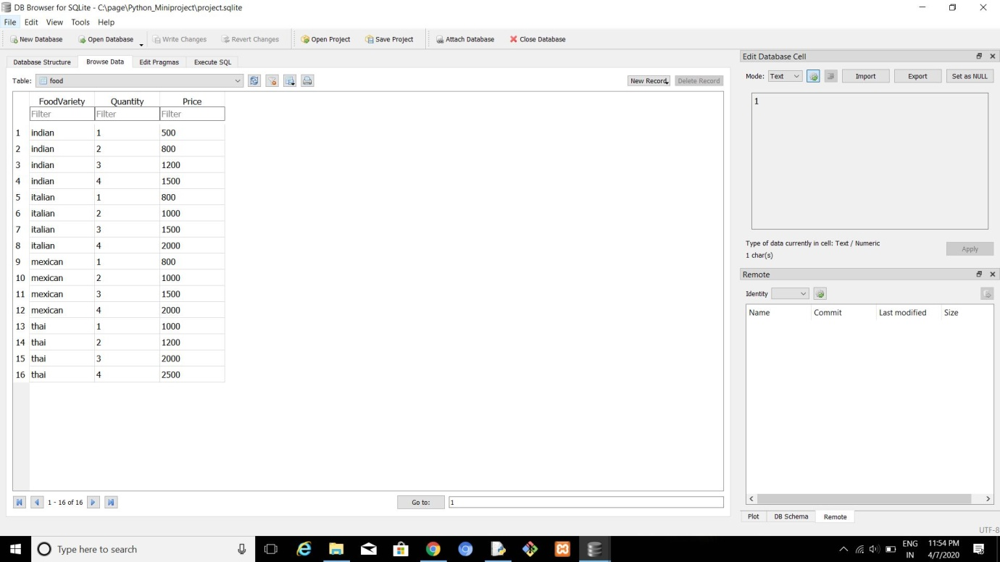 DB Browser for SQLite - C:\page\Python_Miniproject\project.sqlite
File Edit View Tools Help
New Database Open Database Write Changes Revert Changes Open Project Save Project Attach Database Close Database
Database Structure Browse Data Edit Pragmas Execute SQL
Table: food New Record Delete Record
FoodVariety Quantity Price
Filter Filter Filter
1 indian 1 500
2 indian 2 800
3 indian 3 1200
4 indian 4 1500
5 italian 1 800
6 italian 2 1000
7 italian 3 1500
8 italian 4 2000
9 mexican 1 800
10 mexican 2 1000
11 mexican 3 1500
12 mexican 4 2000
13 thai 1 1000
14 thai 2 1200
15 thai 3 2000
16 thai 4 2500
1 - 16 of 16 Go to: 1
Edit Database Cell
Mode: Text Import Export Set as NULL
1
Type of data currently in cell: Text / Numeric
1 char(s) Apply
Remote
Identity
Name Commit Last modified Size
Plot DB Schema Remote
UTF-8
Type here to search
ENG 11:54 PM
IN 4/7/2020